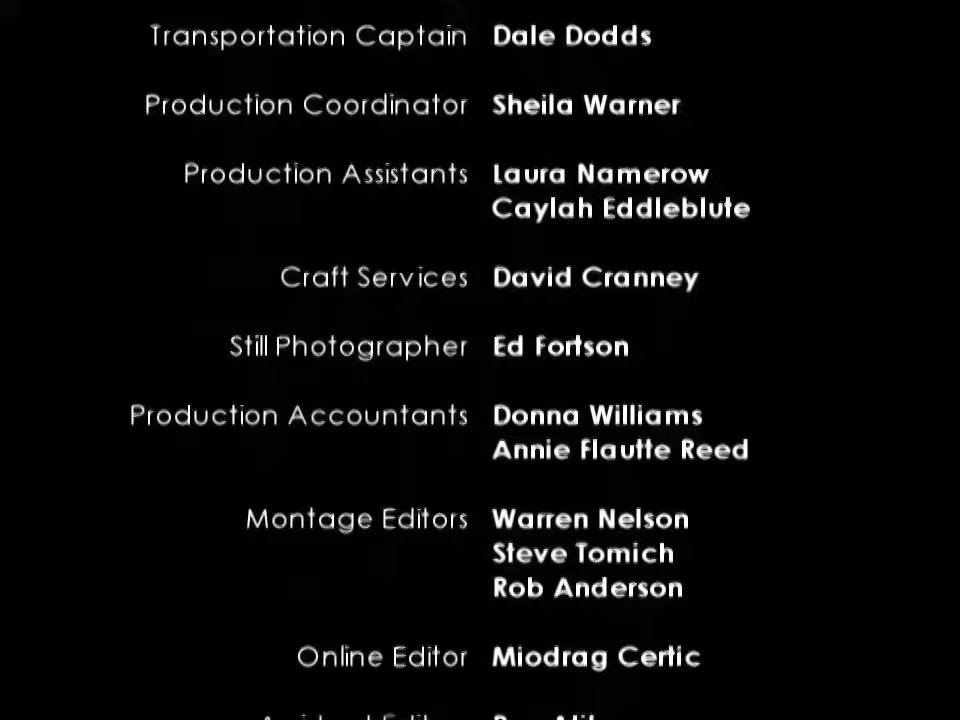 Transportation Captain Dale Dodds
Production Coordinator Sheila Warner
Production Assistants Laura Namerow
Caylah Eddleblute
Craft Services David Cranney
Still Photographer Ed Fortson
Production Accountants Donna Williams
Annie Flautte Reed
Montage Editors Warren Nelson
Steve Tomich
Rob Anderson
Online Editor Miodrag Certic